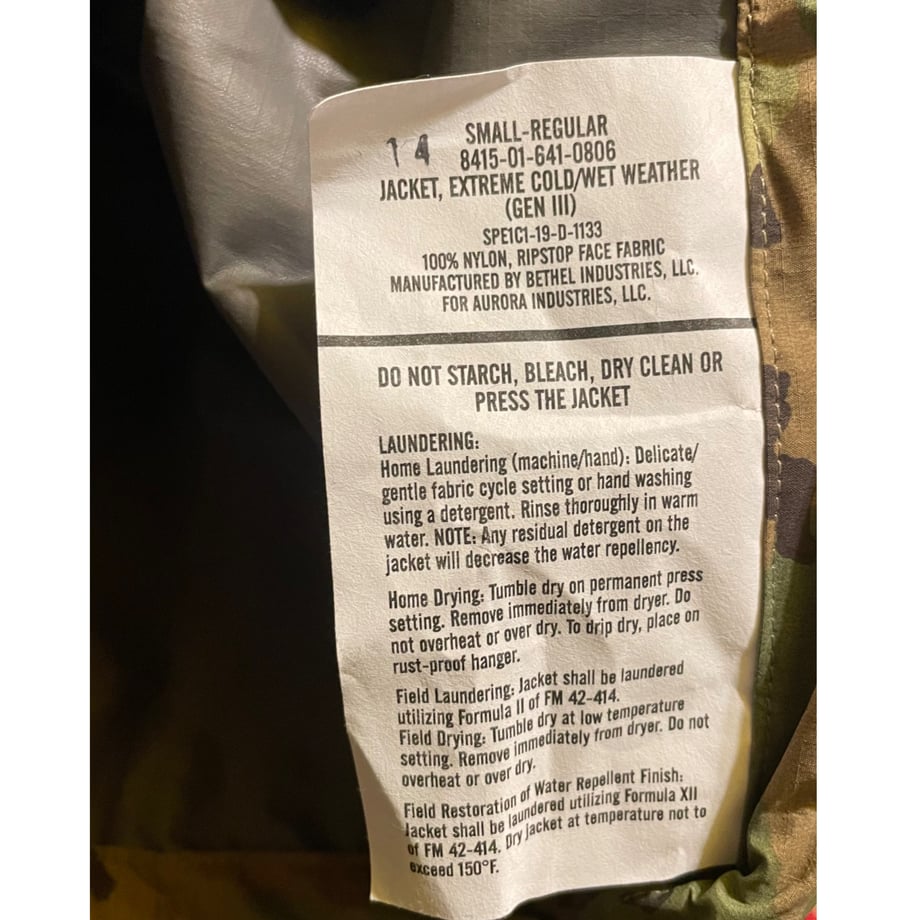 14 SMALL-REGULAR
8415-01-641-0806
JACKET, EXTREME COLD/WET WEATHER
(GEN III)
SPE1C1-19-D-1133
100% NYLON, RIPSTOP FACE FABRIC
MANUFACTURED BY BETHEL INDUSTRIES, LLC.
FOR AURORA INDUSTRIES, LLC.
DO NOT STARCH, BLEACH, DRY CLEAN OR
PRESS THE JACKET
LAUNDERING:
Home Laundering (machine/hand): Delicate/
gentle fabric cycle setting or hand washing
using a detergent. Rinse thoroughly in warm
water. NOTE: Any residual detergent on the
jacket will decrease the water repellency.
Home Drying: Tumble dry on permanent press
setting. Remove immediately from dryer. Do
not overheat or over dry. To drip dry, place on
rust-proof hanger.
Field Laundering: Jacket shall be laundered
utilizing Formula II of FM 42-414.
Field Drying: Tumble dry at low temperature
setting. Remove immediately from dryer. Do not
overheat or over dry.
Field Restoration of Water Repellent Finish:
Jacket shall be laundered utilizing Formula XII
of FM 42-414. Dry Jacket at temperature not to
exceed 150°F.